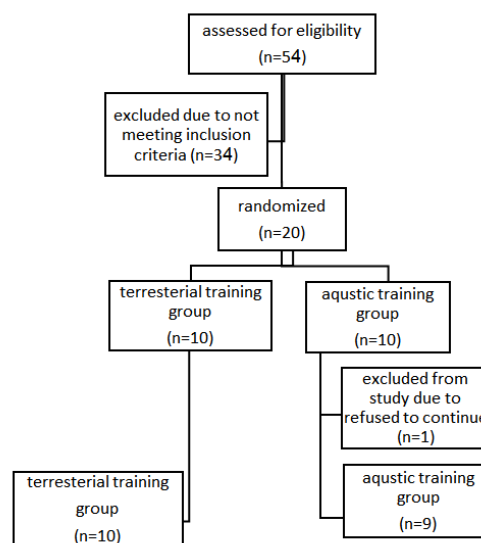 assessed for eligibility
(n=54)
excluded due to not
meeting inclusion
criteria (n=34)
randomized
(n=20)
terresterial training
group
(n=10)
aqustic training
group
(n=10)
excluded from
study due to
refused to continue
(n=1)
terresterial training
group
(n=10)
aqustic training
group
(n=9)